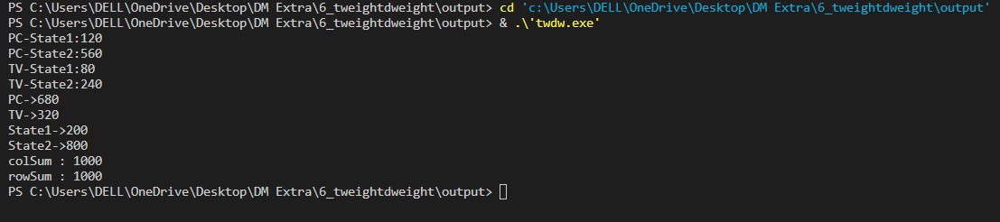 PS C:\Users\DELL\OneDrive\Desktop\DM Extra\6_tweightdweight\output> cd 'c:\Users\DELL\OneDrive\Desktop\DM Extra\6_tweightdweight\output'
PS C:\Users\DELL\OneDrive\Desktop\DM Extra\6_tweightdweight\output> & .\'twdw.exe'
PC-State1:120
PC-State2:560
TV-State1:80
TV-State2:240
PC->680
TV->320
State1->200
State2->800
colSum : 1000
rowSum : 1000
PS C:\Users\DELL\OneDrive\Desktop\DM Extra\6_tweightdweight\output>